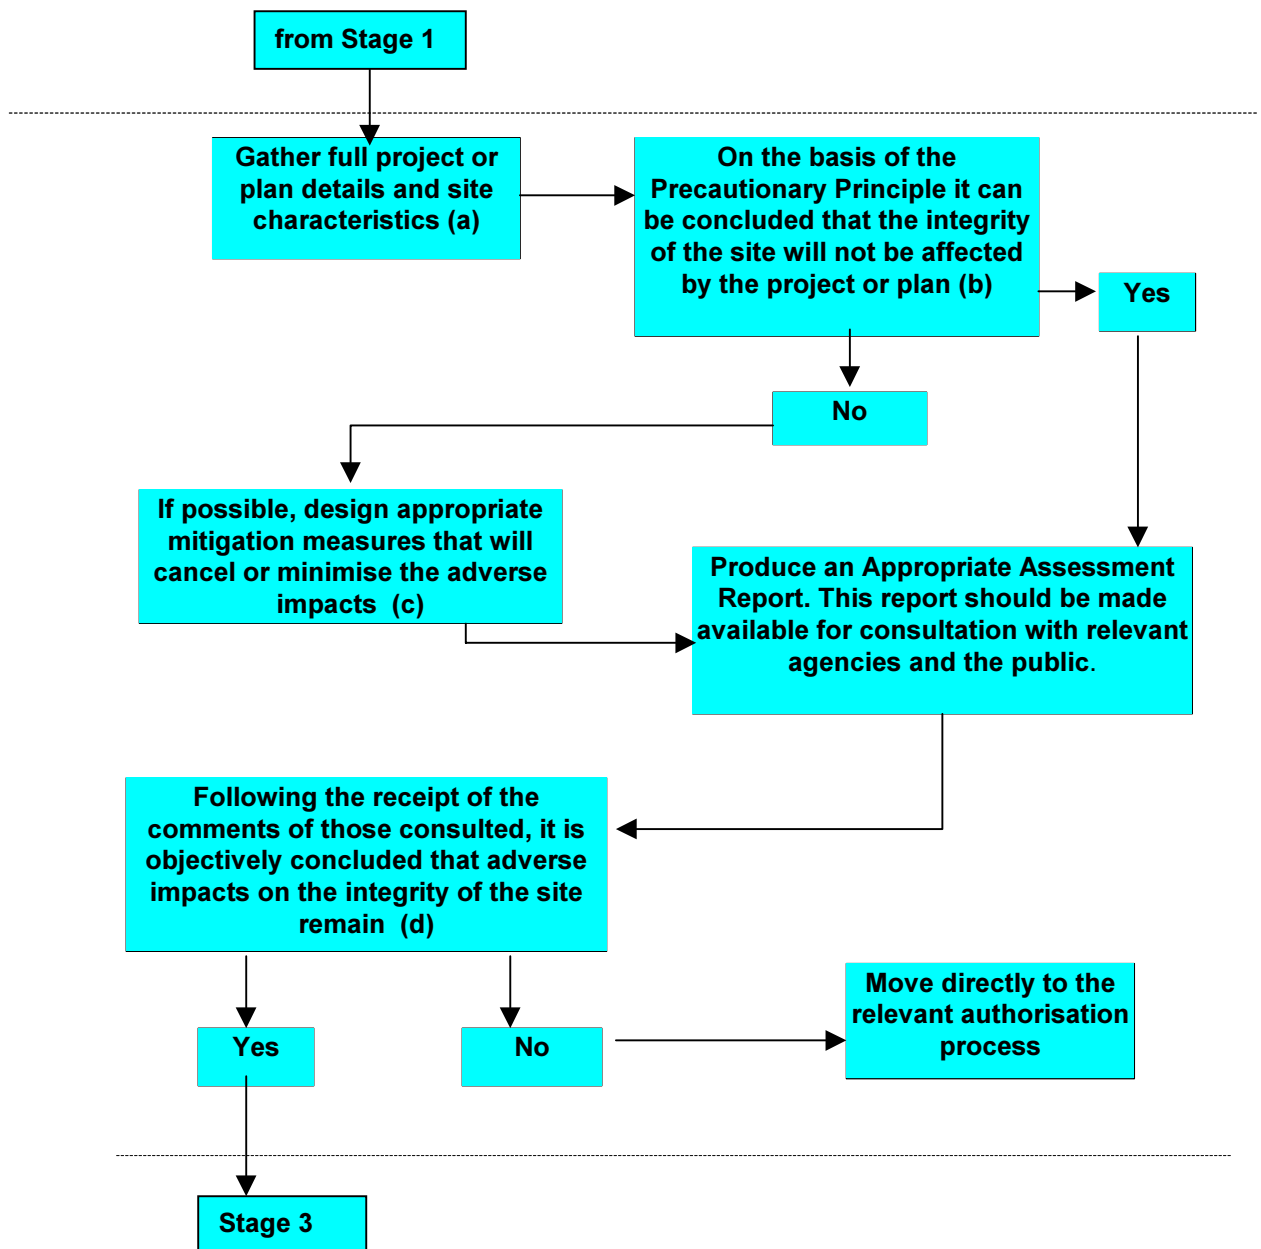 from Stage 1
Gather full project or
plan details and site
characteristics (a)
On the basis of the
Precautionary Principle it can
be concluded that the integrity
of the site will not be affected
by the project or plan (b)
Yes
No
If possible, design appropriate
mitigation measures that will
cancel or minimise the adverse
impacts (c)
Produce an Appropriate Assessment
Report. This report should be made
available for consultation with relevant
agencies and the public.
Following the receipt of the
comments of those consulted, it is
objectively concluded that adverse
impacts on the integrity of the site
remain (d)
Move directly to the
relevant authorisation
process
Yes
No
Stage 3